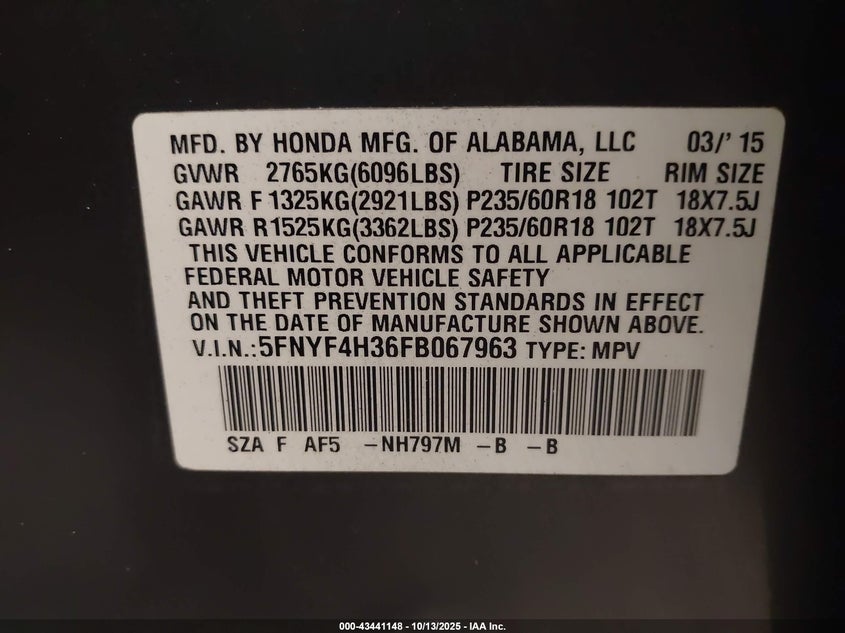 MFD. BY HONDA MFG. OF ALABAMA, LLC 03/' 15
GVWR 2765KG(6096LBS) TIRE SIZE RIM SIZE
GAWR F 1325KG(2921LBS) P235/60R18 102T 18X7.5J
GAWR R1525KG(3362LBS) P235/60R18 102T 18X7.5J
THIS VEHICLE CONFORMS TO ALL APPLICABLE
FEDERAL MOTOR VEHICLE SAFETY
AND THEFT PREVENTION STANDARDS IN EFFECT
ON THE DATE OF MANUFACTURE SHOWN ABOVE.
V.I.N.:5FNYF4H36FB067963 TYPE: MPV
SZA F AF5 -NH797M -B -B
000-43441148 - 10/13/2025 - IAA Inc.